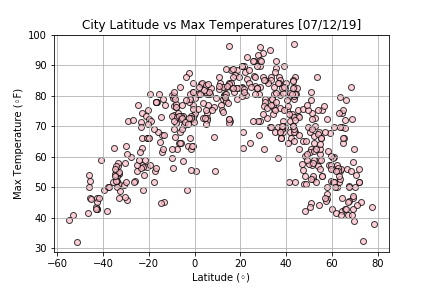 City Latitude vs Max Temperatures [07/12/19]
Max Temperature (◦F)
100
90
80
70
60
50
40
30
−60 −40 −20 0 20 40 60 80
Latitude (◦)